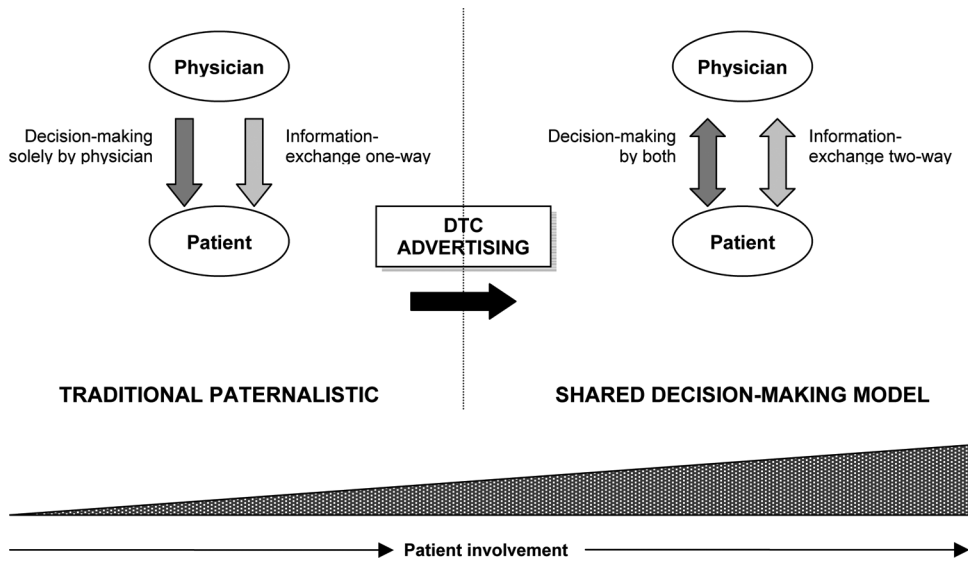 Physician
Decision-making
solely by physician
Information-
exchange one-way
Patient
DTC
ADVERTISING
Physician
Decision-making
by both
Information-
exchange two-way
Patient
TRADITIONAL PATERNALISTIC
SHARED DECISION-MAKING MODEL
Patient involvement